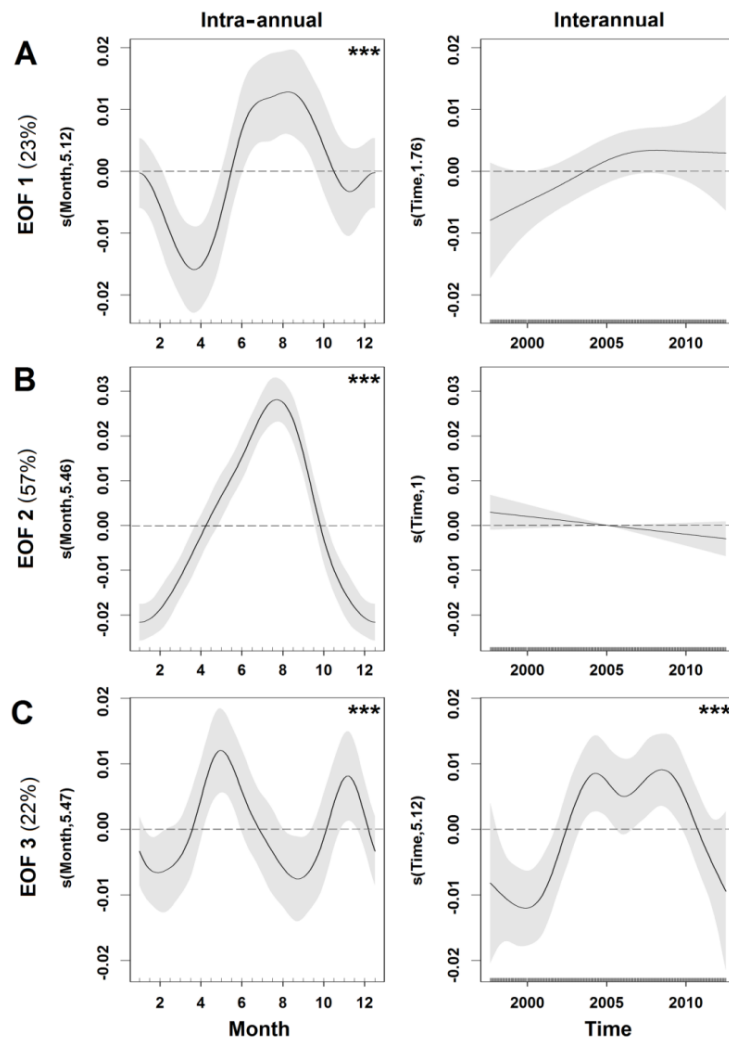 Intra-annual Interannual
A
EOF 1 (23%)
s(Month,5.12)
0.02
0.01
0.00
-0.01
-0.02
***
2 4 6 8 10 12
s(Time,1.76)
0.02
0.01
0.00
-0.01
-0.02
2000 2005 2010
B
EOF 2 (57%)
s(Month,5.46)
0.03
0.02
0.01
0.00
-0.01
-0.02
***
2 4 6 8 10 12
s(Time,1)
0.03
0.02
0.01
0.00
-0.01
-0.02
2000 2005 2010
C
EOF 3 (22%)
s(Month,5.47)
0.02
0.01
0.00
-0.01
-0.02
***
2 4 6 8 10 12
Month
s(Time,5.12)
0.02
0.01
0.00
-0.01
-0.02
***
2000 2005 2010
Time